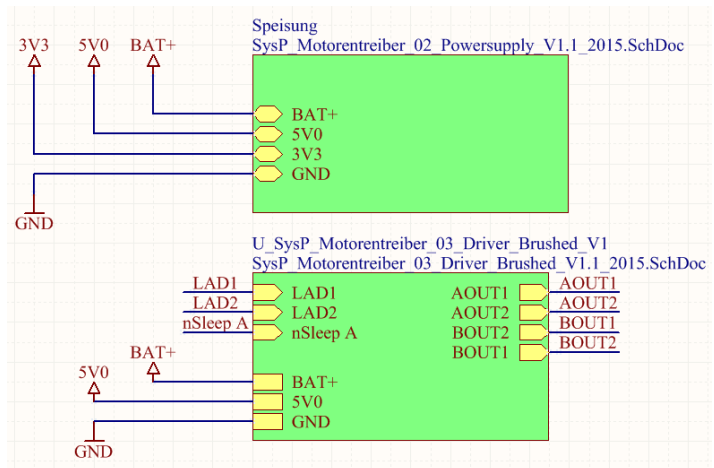 Speisung
SysP_Motorentreiber_02_Powersupply_V1.1_2015.SchDoc
3V3 5V0 BAT+
BAT+
5V0
3V3
GND
GND
U_SysP_Motorentreiber_03_Driver_Brushed_V1
SysP_Motorentreiber_03_Driver_Brushed_V1.1_2015.SchDoc
LAD1 LAD1 AOUT1 AOUT1
LAD2 LAD2 AOUT2 AOUT2
nSleep A nSleep A BOUT2 BOUT1
BOUT1 BOUT2
BAT+ BAT+
5V0 5V0
GND
GND